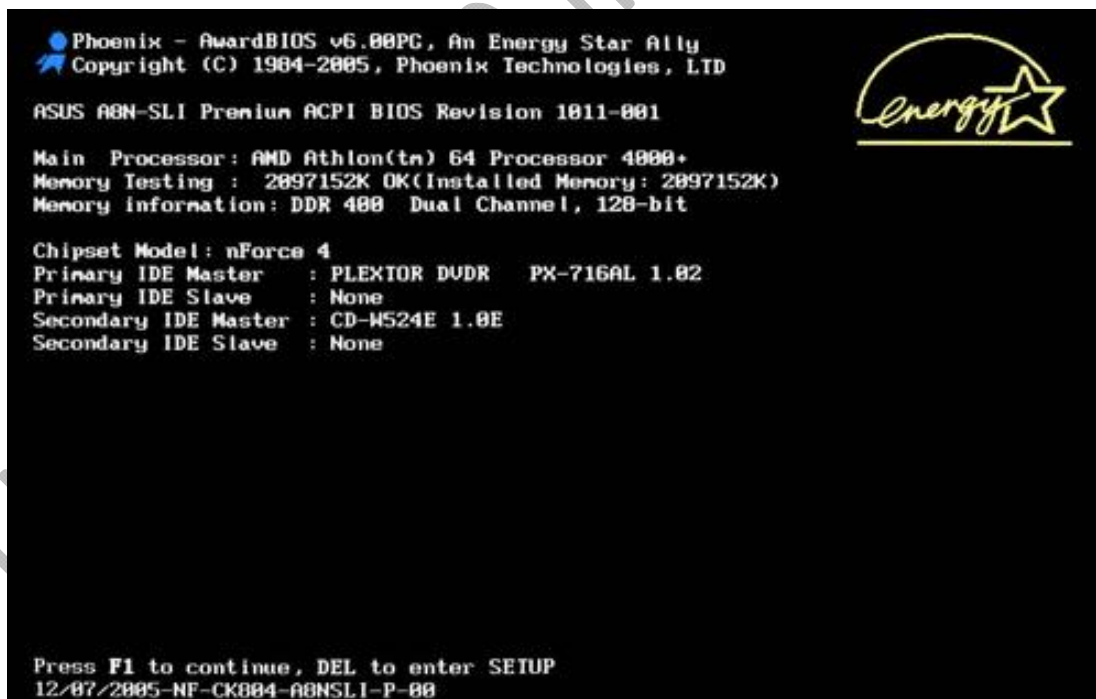 Phoenix - AwardBIOS v6.00PG, An Energy Star Ally
Copyright (C) 1984-2005, Phoenix Technologies, LTD
energy
ASUS A8N-SLI Premium ACPI BIOS Revision 1011-001
Main Processor: AMD Athlon(tm) 64 Processor 4000+
Memory Testing : 2097152K OK(Installed Memory: 2097152K)
Memory information: DDR 400 Dual Channel, 128-bit
Chipset Model: nForce 4
Primary IDE Master : PLEXTOR DVDR PX-716AL 1.02
Primary IDE Slave : None
Secondary IDE Master : CD-W524E 1.0E
Secondary IDE Slave : None
Press F1 to continue, DEL to enter SETUP
12/07/2005-NF-CK804-A8NSLI-P-00